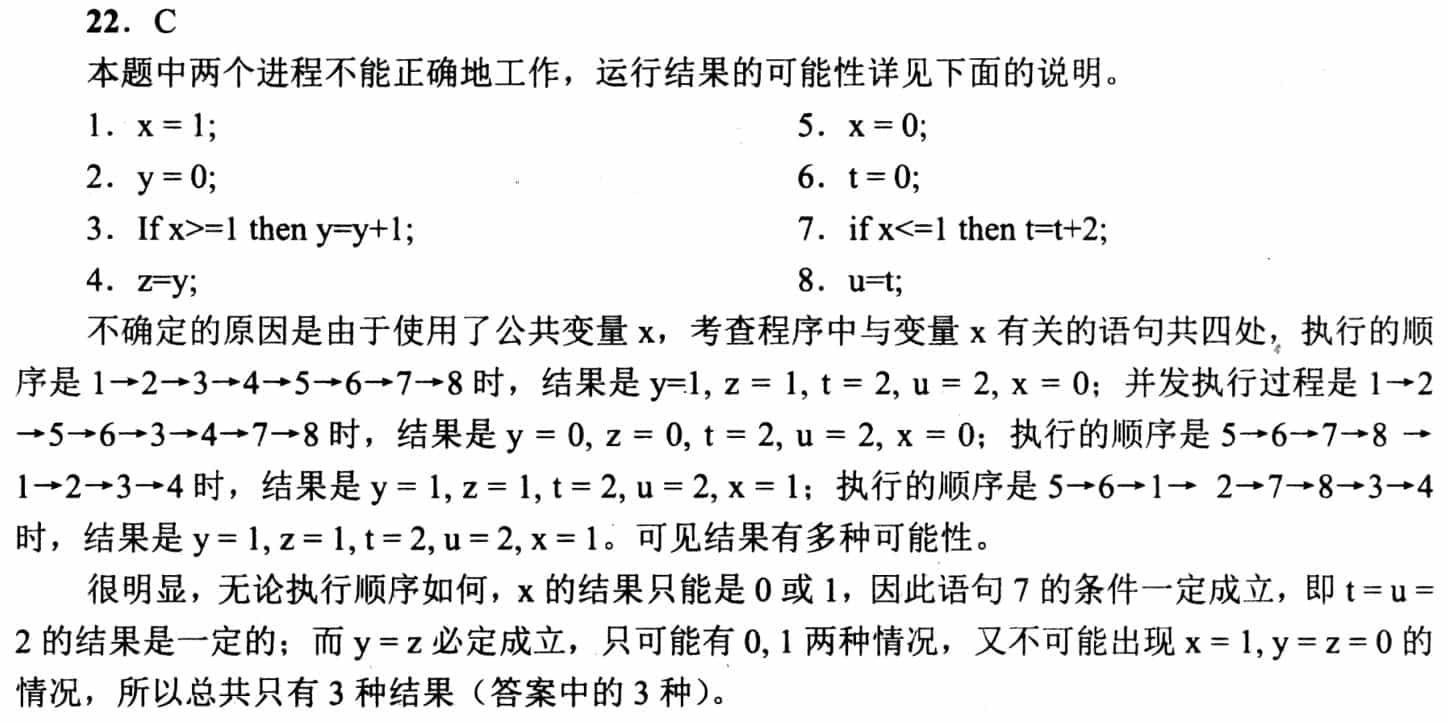 22．C
本题中两个进程不能正确地工作，运行结果的可能性详见下面的说明。
1．x = 1; 5．x = 0;
2．y = 0; 6．t = 0;
3．If x>=1 then y=y+1; 7．if x<=1 then t=t+2;
4．z=y; 8．u=t;
不确定的原因是由于使用了公共变量 x，考查程序中与变量 x 有关的语句共四处，执行的顺
序是 1→2→3→4→5→6→7→8 时，结果是 y=1, z = 1, t = 2, u = 2, x = 0；并发执行过程是 1→2
→5→6→3→4→7→8 时，结果是 y = 0, z = 0, t = 2, u = 2, x = 0；执行的顺序是 5→6→7→8 →
1→2→3→4 时，结果是 y = 1, z = 1, t = 2, u = 2, x = 1；执行的顺序是 5→6→1→ 2→7→8→3→4
时，结果是 y = 1, z = 1, t = 2, u = 2, x = 1。可见结果有多种可能性。
很明显，无论执行顺序如何，x 的结果只能是 0 或 1，因此语句 7 的条件一定成立，即 t = u =
2 的结果是一定的；而 y = z 必定成立，只可能有 0, 1 两种情况，又不可能出现 x = 1, y = z = 0 的
情况，所以总共只有 3 种结果（答案中的 3 种）。